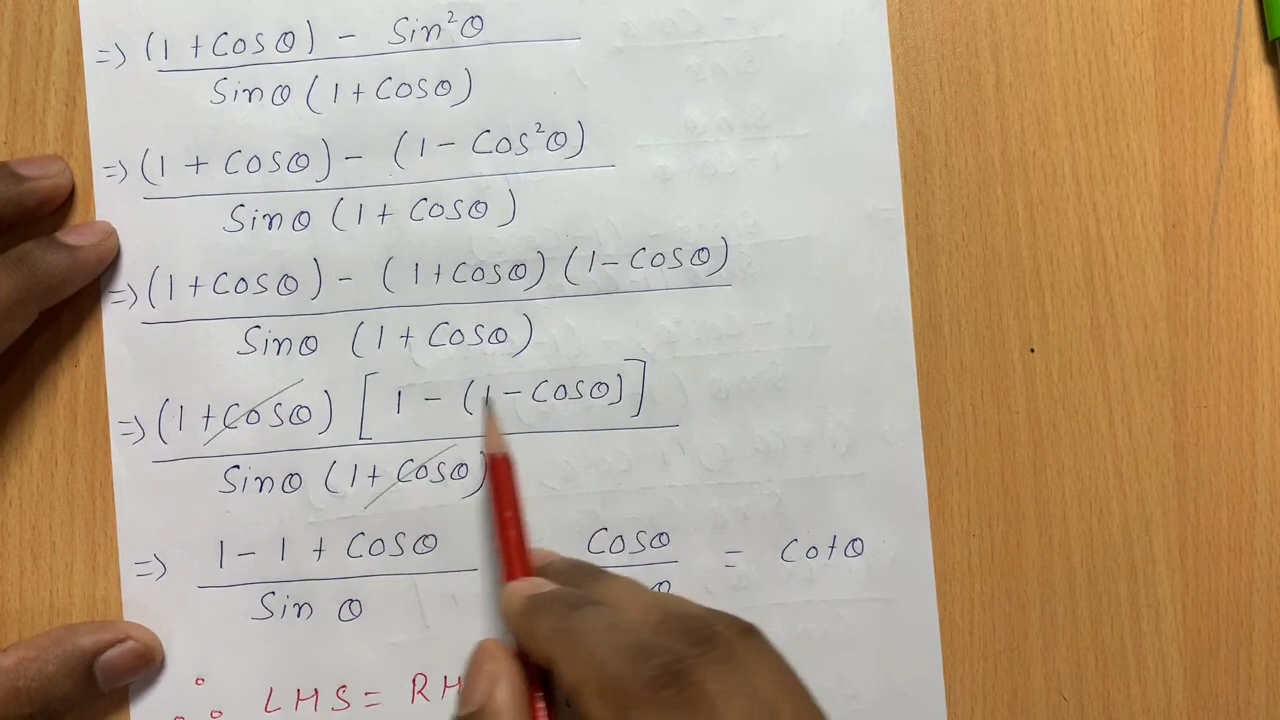 => (1 + Cosθ) - Sin²θ
Sinθ (1 + Cosθ)
=> (1 + Cosθ) - (1 - Cos²θ)
Sinθ (1 + Cosθ)
=> (1+Cosθ) - (1+Cosθ) (1-Cosθ)
Sinθ (1 + Cosθ)
=> (1 + Cosθ) [ 1 - (1 - Cosθ) ]
Sinθ (1 + Cosθ)
=> 1 - 1 + Cosθ Cosθ = Cotθ
Sin θ θ
∴ LHS = RH